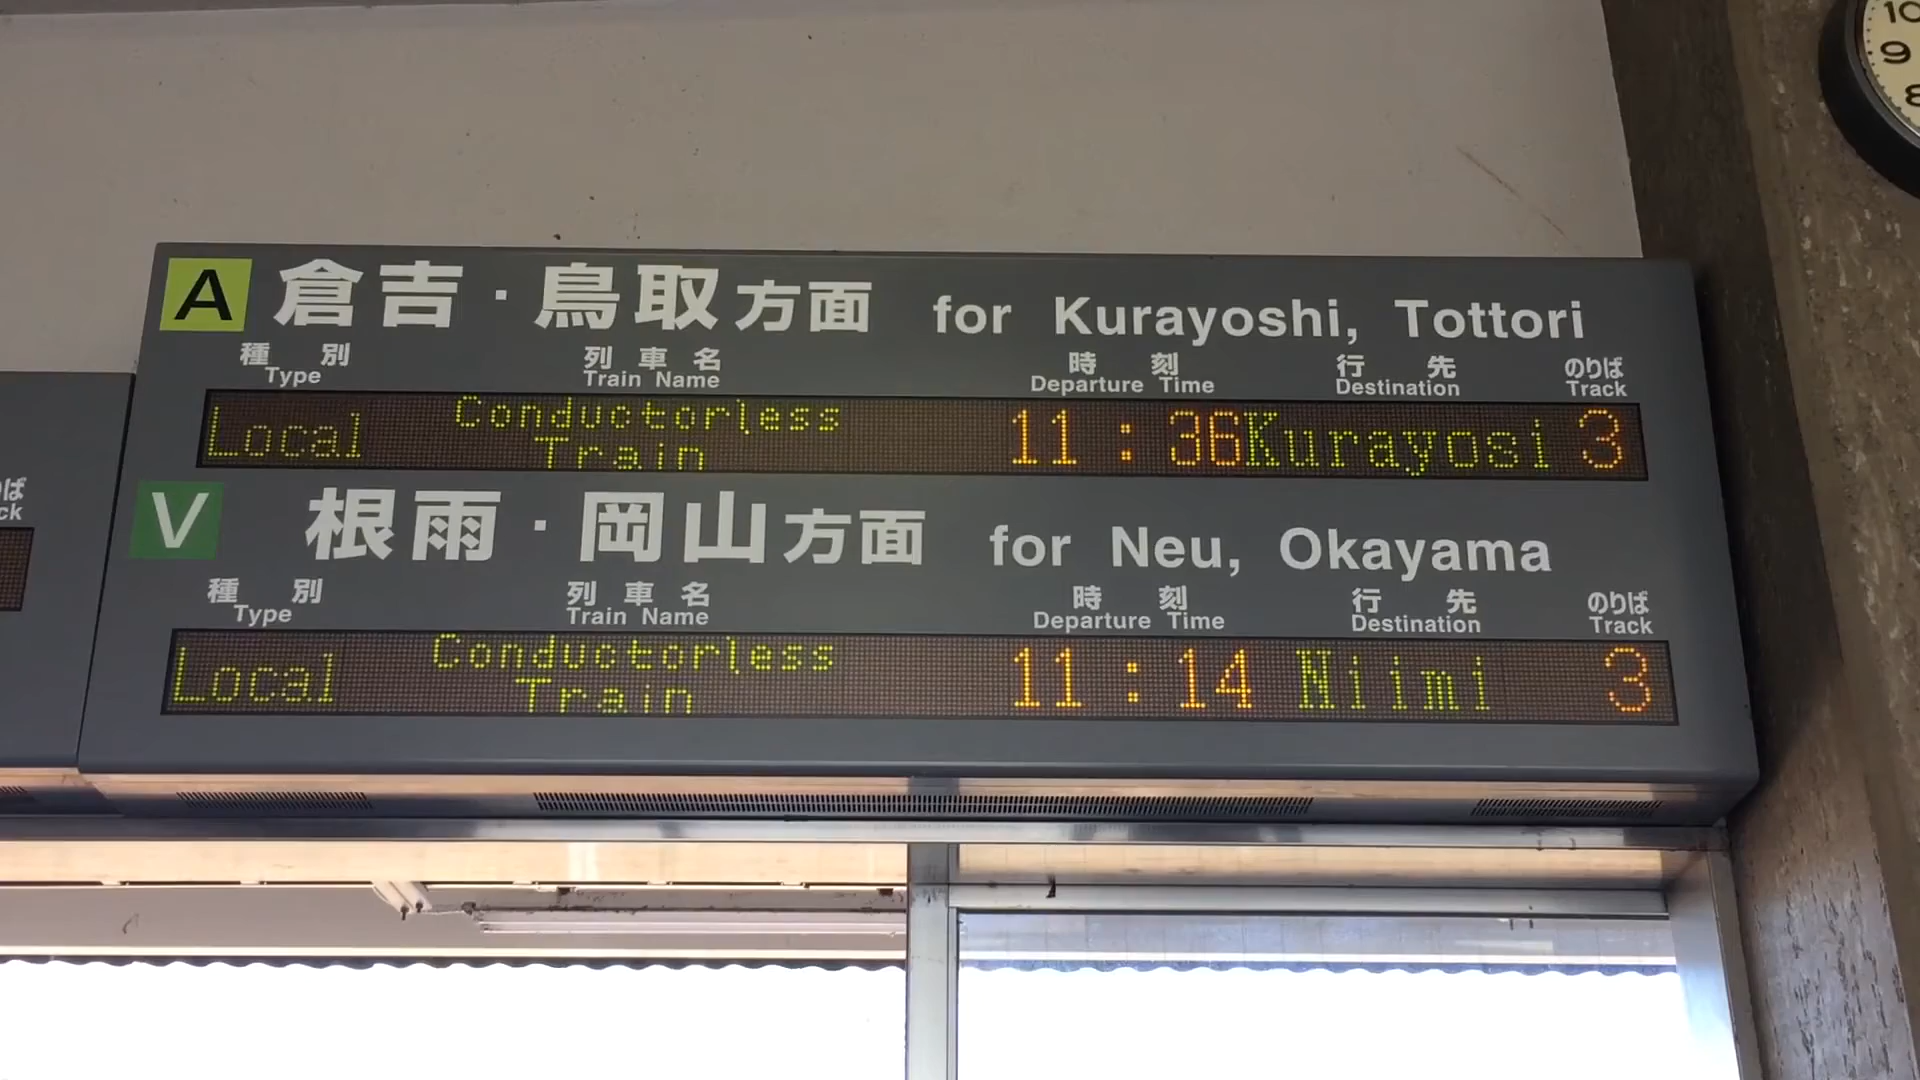 10
9
8
A 倉吉・鳥取方面 for Kurayoshi, Tottori
種別 列車名 時刻 行先 のりば
Type Train Name Departure Time Destination Track
Local Conductorless Train 11:36 Kurayosi 3
V 根雨・岡山方面 for Neu, Okayama
種別 列車名 時刻 行先 のりば
Type Train Name Departure Time Destination Track
Local Conductorless Train 11:14 Niimi 3